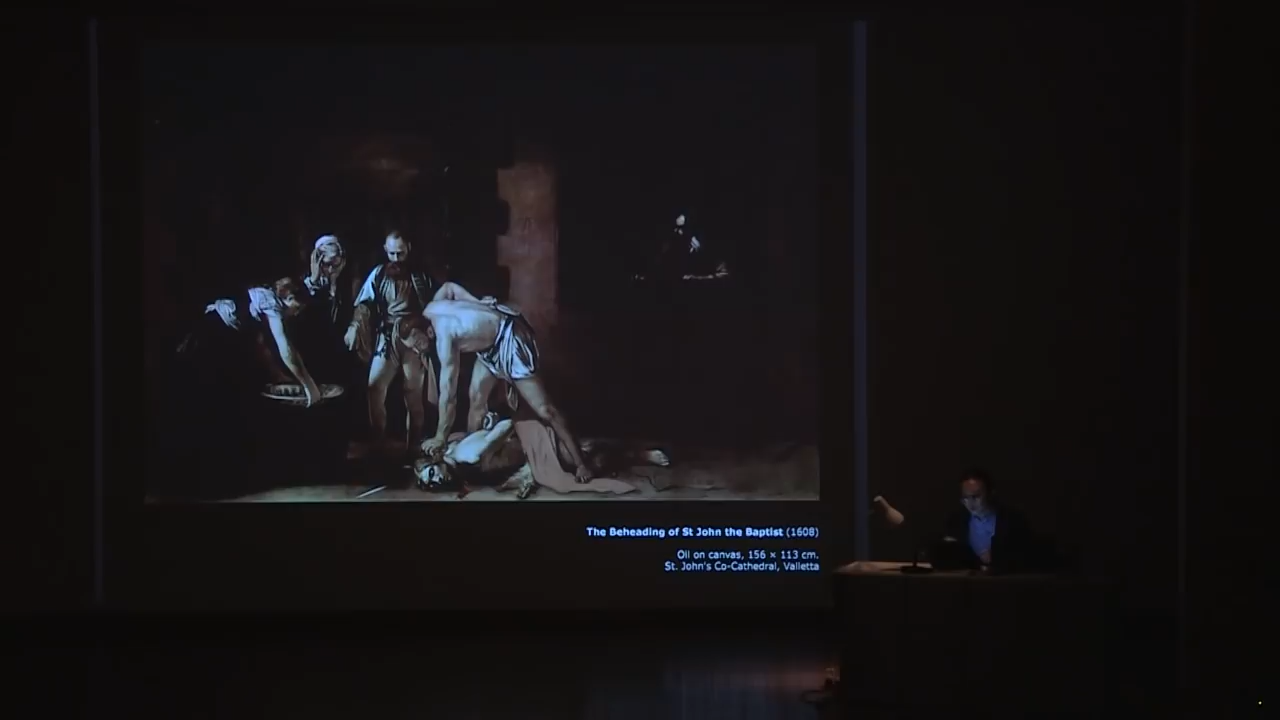 The Beheading of St John the Baptist (1608)
Oil on canvas, 156 × 113 cm.
St. John's Co-Cathedral, Valletta